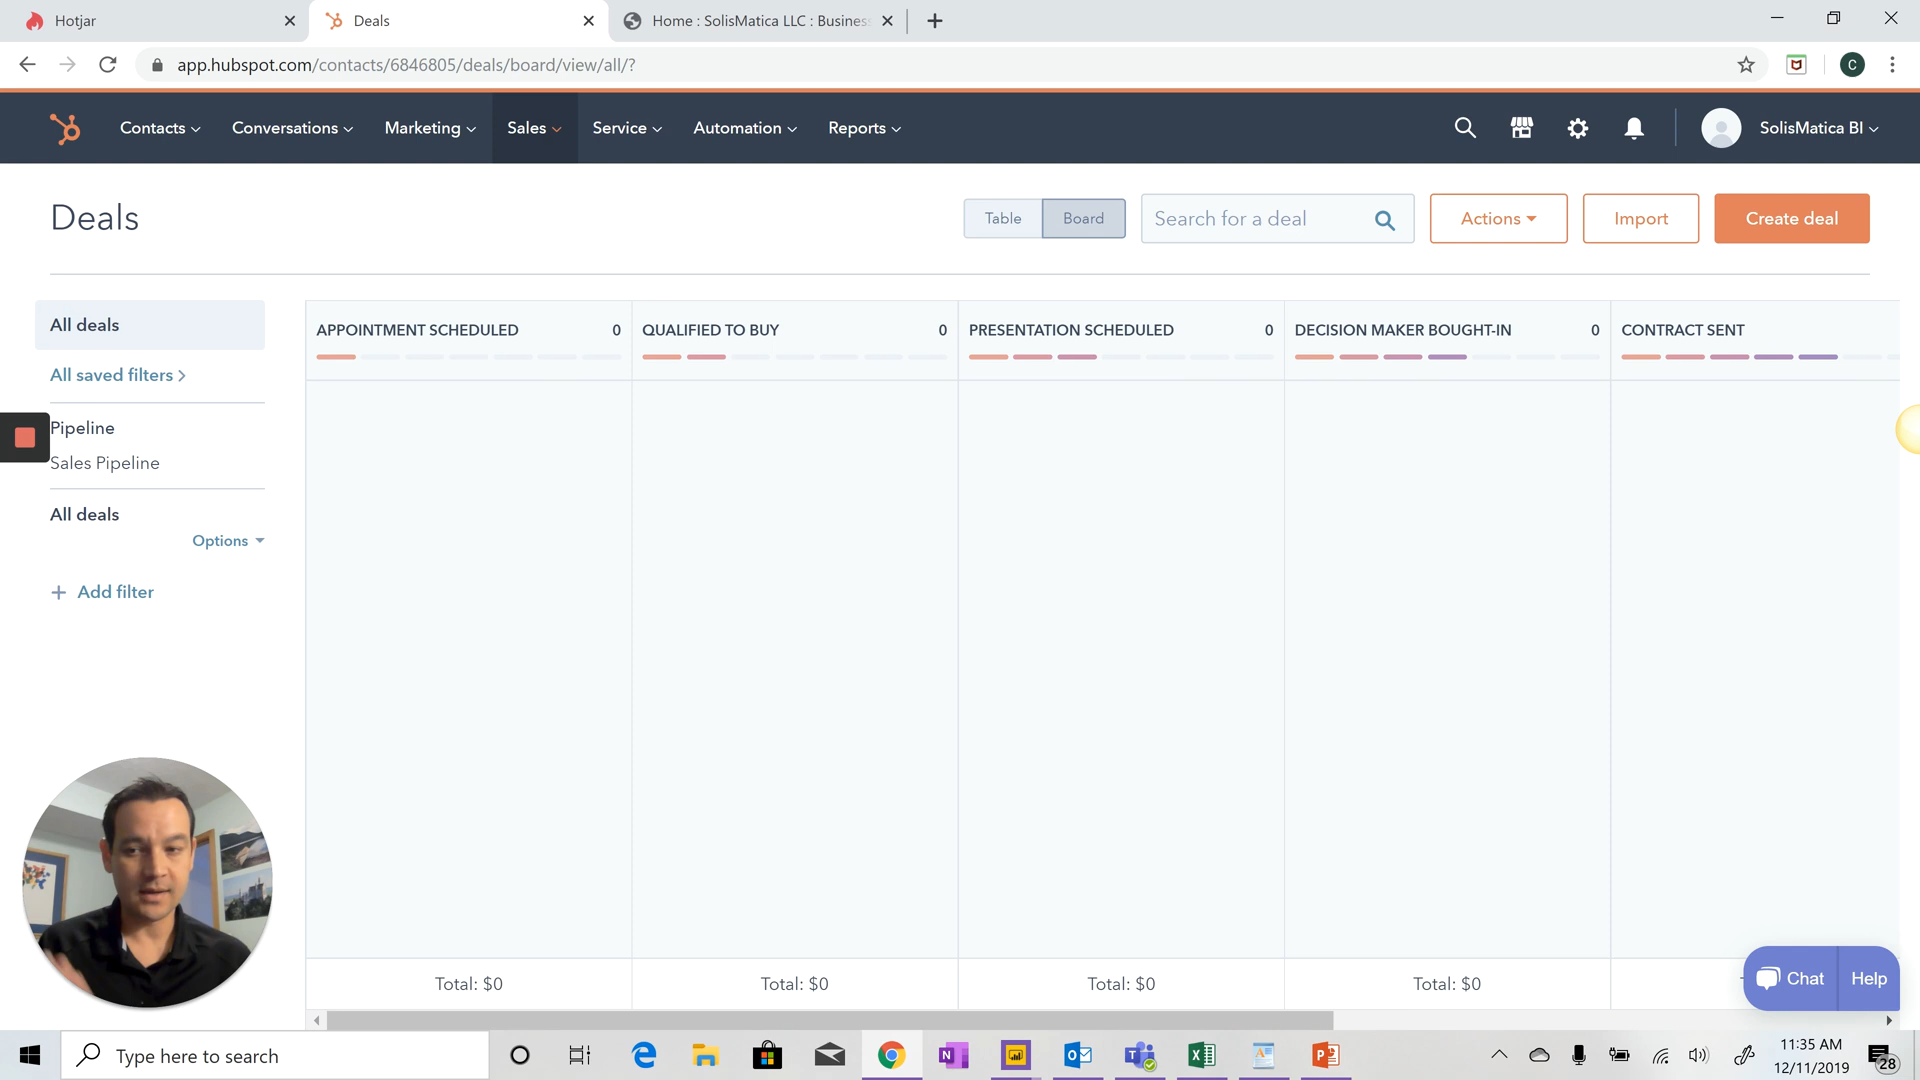 Hotjar
Deals
Home : SolisMatica LLC : Business
app.hubspot.com/contacts/6846805/deals/board/view/all/?
C
Contacts
Conversations
Marketing
Sales
Service
Automation
Reports
SolisMatica BI
Deals
Table
Board
Search for a deal
Actions
Import
Create deal
All deals
All saved filters
Pipeline
Sales Pipeline
All deals
Options
+ Add filter
APPOINTMENT SCHEDULED 0
QUALIFIED TO BUY 0
PRESENTATION SCHEDULED 0
DECISION MAKER BOUGHT-IN 0
CONTRACT SENT
Total: $0
Total: $0
Total: $0
Total: $0
Chat
Help
Type here to search
11:35 AM
12/11/2019
28